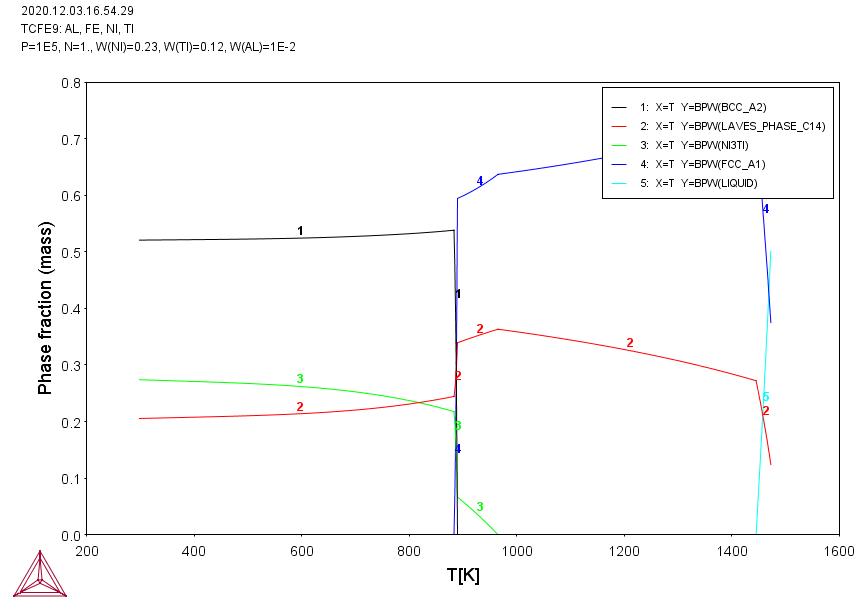 2020.12.03.16.54.29
TCFE9: AL, FE, NI, TI
P=1E5, N=1., W(NI)=0.23, W(TI)=0.12, W(AL)=1E-2
1: X=T Y=BPW(BCC_A2)
2: X=T Y=BPW(LAVES_PHASE_C14)
3: X=T Y=BPW(NI3TI)
4: X=T Y=BPW(FCC_A1)
5: X=T Y=BPW(LIQUID)
Phase fraction (mass)
0.8
0.7
0.6
0.5
0.4
0.3
0.2
0.1
0.0
4
4
1
1
2
2
2
3
2
5
2
3
4
3
200 400 600 800 1000 1200 1400 1600
T[K]